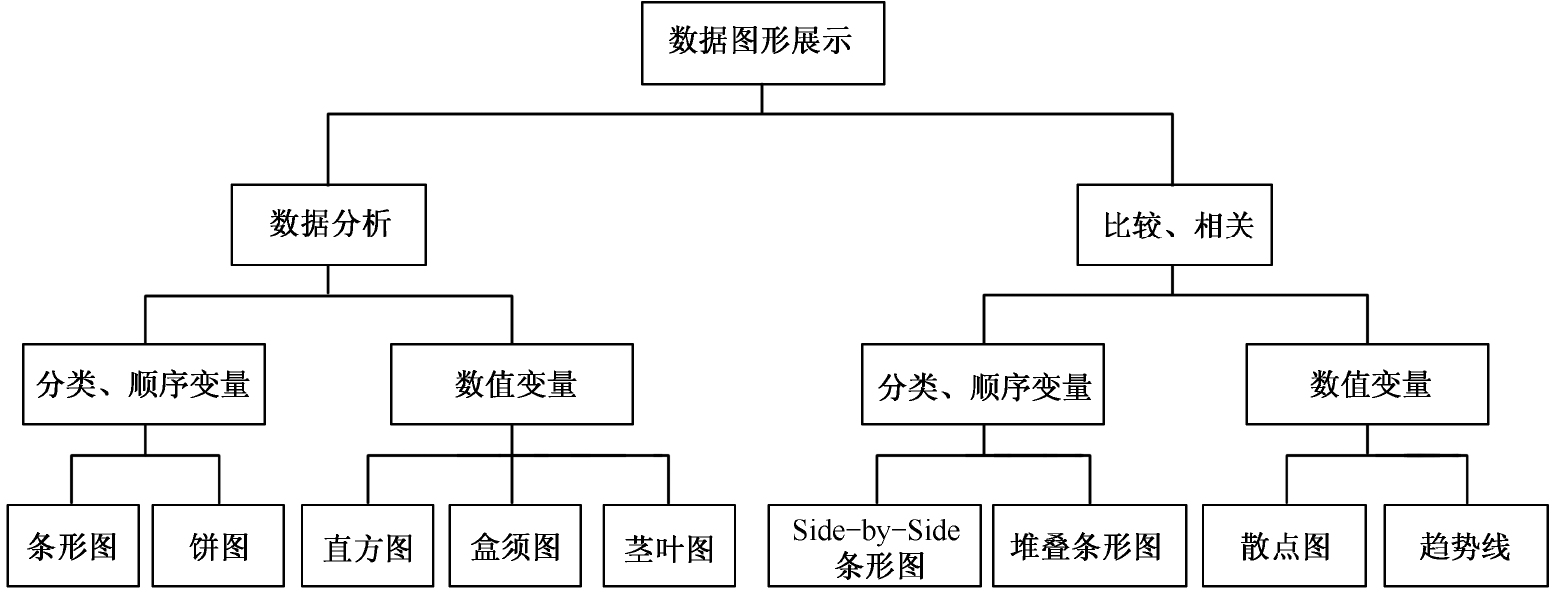 数据图形展示
数据分析
比较、相关
分类、顺序变量
数值变量
分类、顺序变量
数值变量
条形图
饼图
直方图
盒须图
茎叶图
Side-by-Side
条形图
堆叠条形图
散点图
趋势线